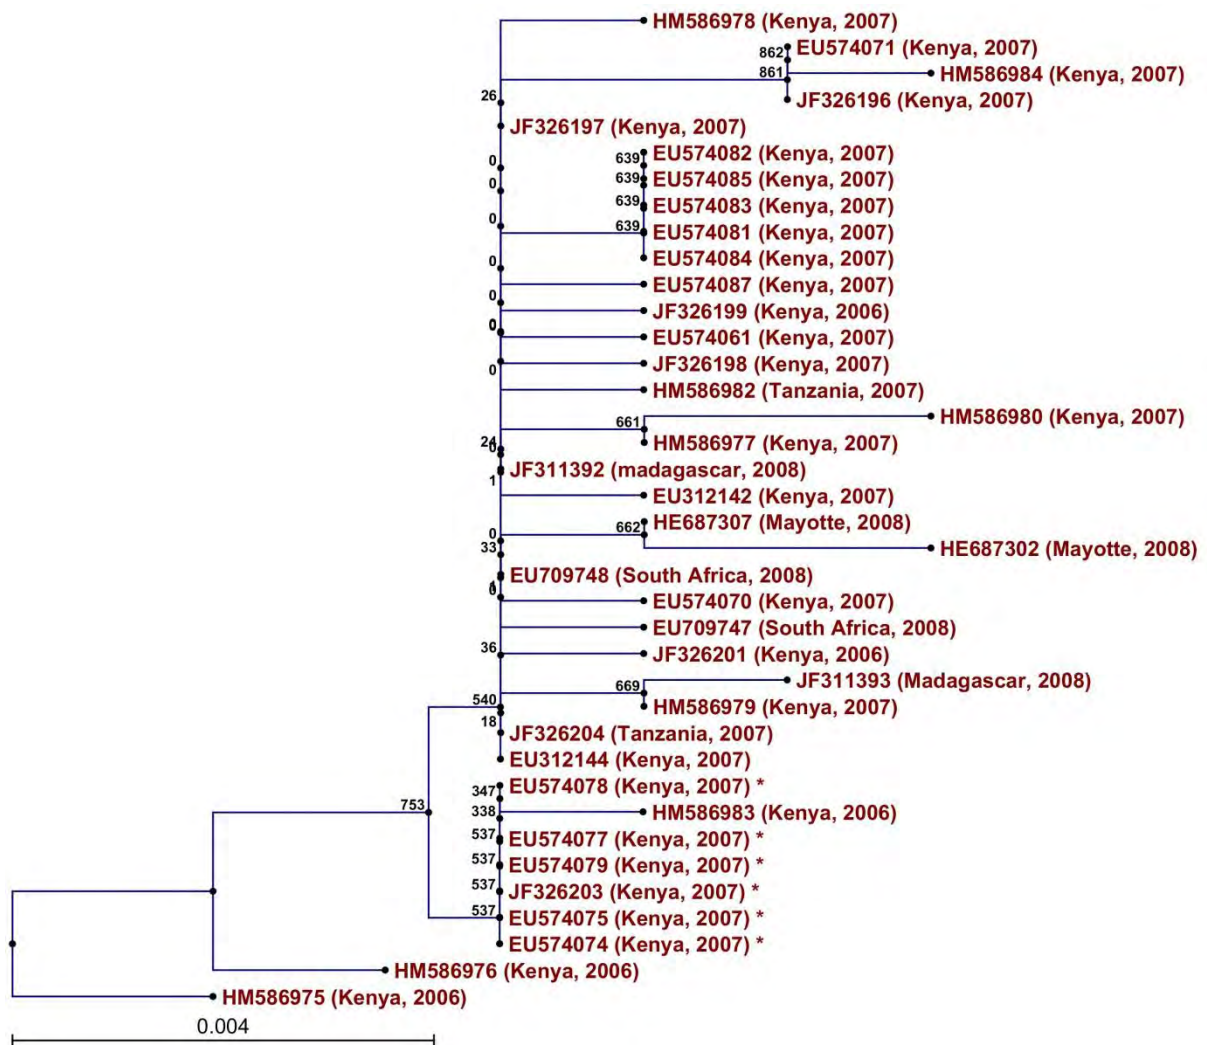 HM586978 (Kenya, 2007)
EU574071 (Kenya, 2007)
862
HM586984 (Kenya, 2007)
861
JF326196 (Kenya, 2007)
26
JF326197 (Kenya, 2007)
EU574082 (Kenya, 2007)
639
0
EU574085 (Kenya, 2007)
639
0
EU574083 (Kenya, 2007)
639
0
EU574081 (Kenya, 2007)
639
EU574084 (Kenya, 2007)
0
EU574087 (Kenya, 2007)
0
JF326199 (Kenya, 2006)
0
EU574061 (Kenya, 2007)
JF326198 (Kenya, 2007)
0
HM586982 (Tanzania, 2007)
HM586980 (Kenya, 2007)
661
HM586977 (Kenya, 2007)
24
JF311392 (madagascar, 2008)
1
EU312142 (Kenya, 2007)
HE687307 (Mayotte, 2008)
662
0
33
HE687302 (Mayotte, 2008)
EU709748 (South Africa, 2008)
EU574070 (Kenya, 2007)
EU709747 (South Africa, 2008)
36
JF326201 (Kenya, 2006)
JF311393 (Madagascar, 2008)
669
540
HM586979 (Kenya, 2007)
18
JF326204 (Tanzania, 2007)
EU312144 (Kenya, 2007)
EU574078 (Kenya, 2007) *
347
753
338
HM586983 (Kenya, 2006)
537
EU574077 (Kenya, 2007) *
537
EU574079 (Kenya, 2007) *
537
JF326203 (Kenya, 2007) *
537
EU574075 (Kenya, 2007) *
EU574074 (Kenya, 2007) *
HM586976 (Kenya, 2006)
HM586975 (Kenya, 2006)
0.004